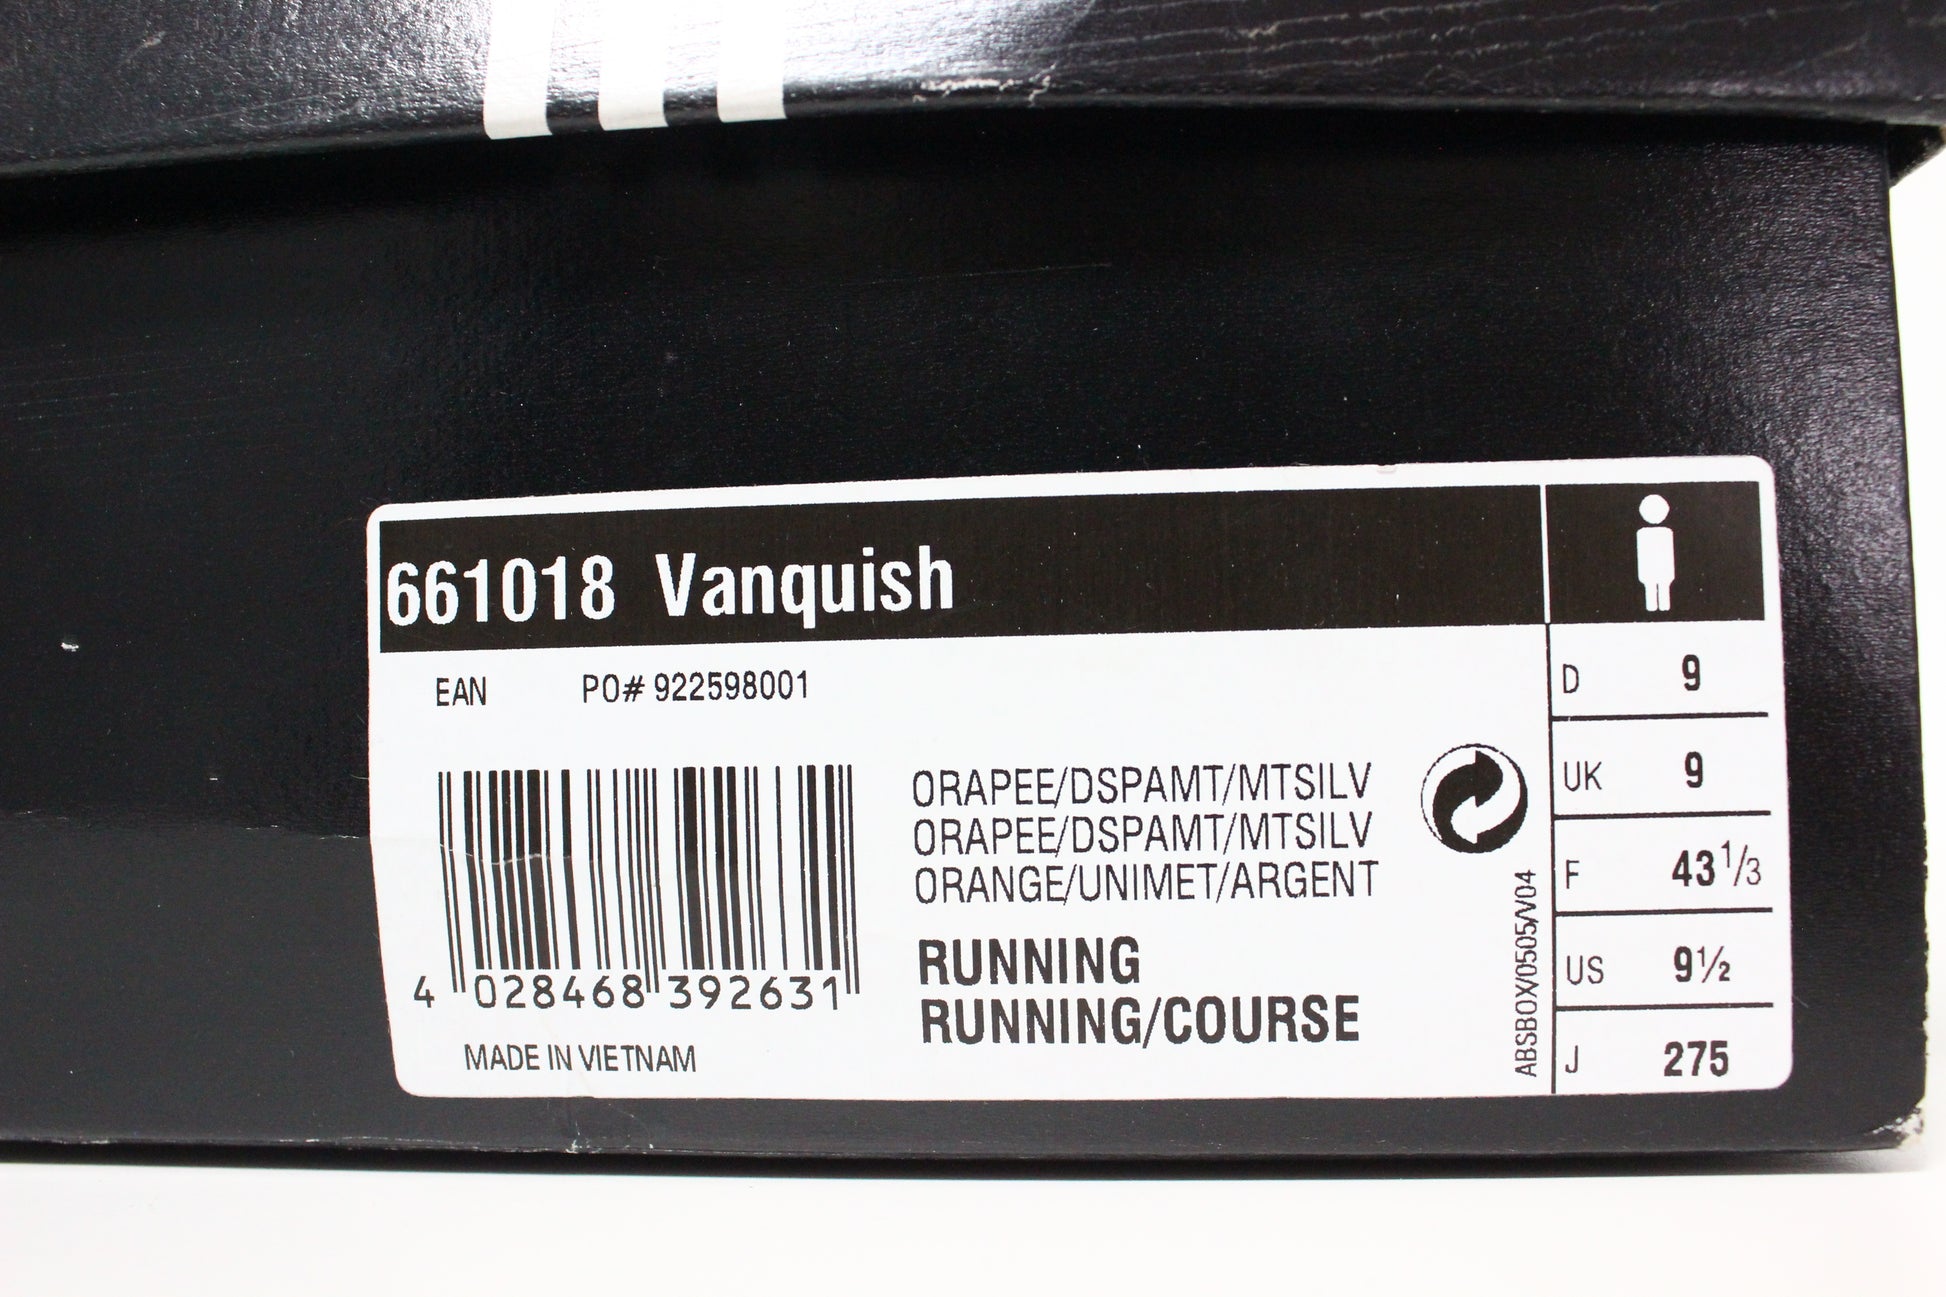 661018 Vanquish
EAN PO# 922598001
ORAPEE/DSPAMT/MTSILV
ORAPEE/DSPAMT/MTSILV
ORANGE/UNIMET/ARGENT
RUNNING
RUNNING/COURSE
4 028468 392631
MADE IN VIETNAM
ABSBOX/0505/V04
D 9
UK 9
F 43 1/3
US 9½
J 275